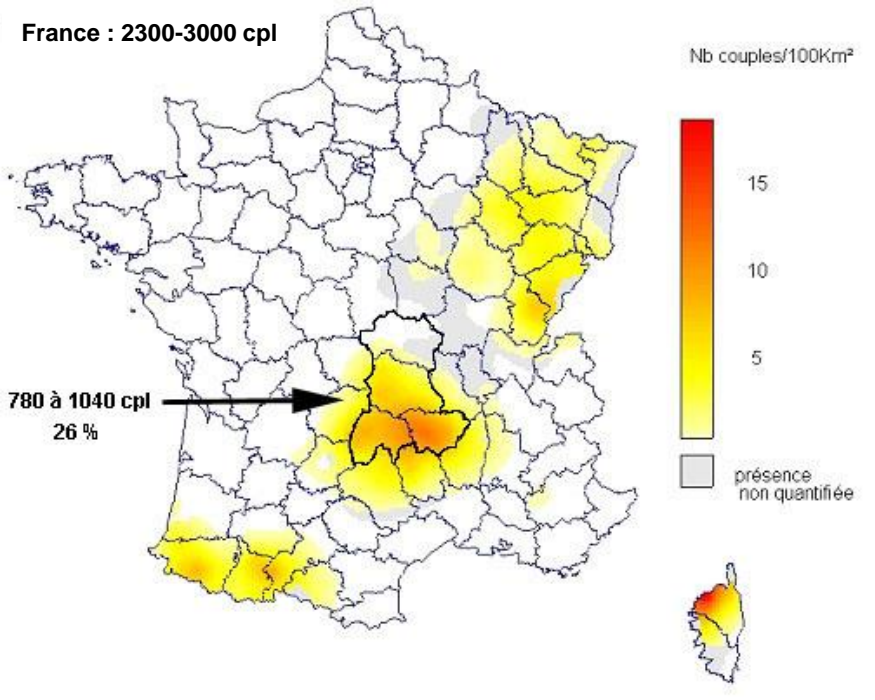 France : 2300-3000 cpl
Nb couples/100Km²
15
10
5
780 à 1040 cpl
26 %
présence
non quantifiée